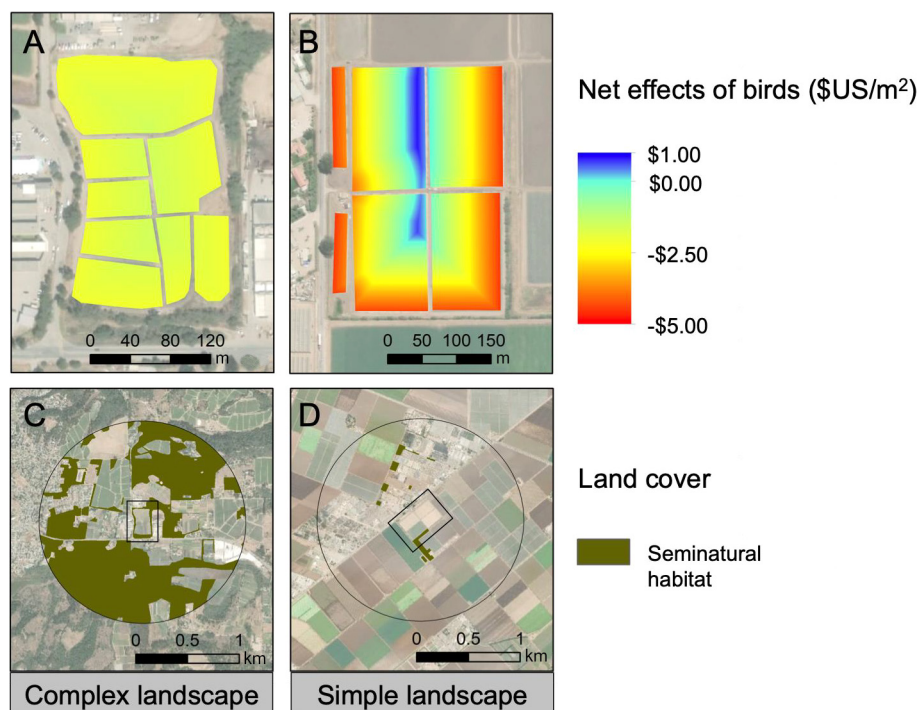 A
B
Net effects of birds ($US/m²)
$1.00
$0.00
-$2.50
-$5.00
0 40 80 120
m
0 50 100 150
m
C
D
Land cover
Seminatural
habitat
0 0.5 1
km
0 0.5 1
km
Complex landscape
Simple landscape